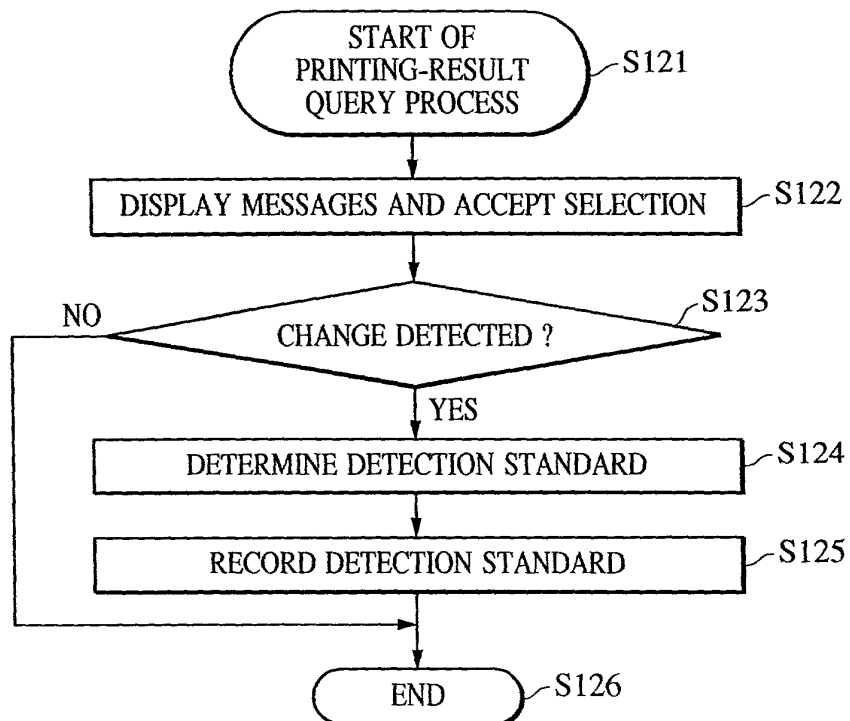 START OF
PRINTING-RESULT
QUERY PROCESS
S121
DISPLAY MESSAGES AND ACCEPT SELECTION
S122
CHANGE DETECTED ?
S123
NO
YES
DETERMINE DETECTION STANDARD
S124
RECORD DETECTION STANDARD
S125
END
S126